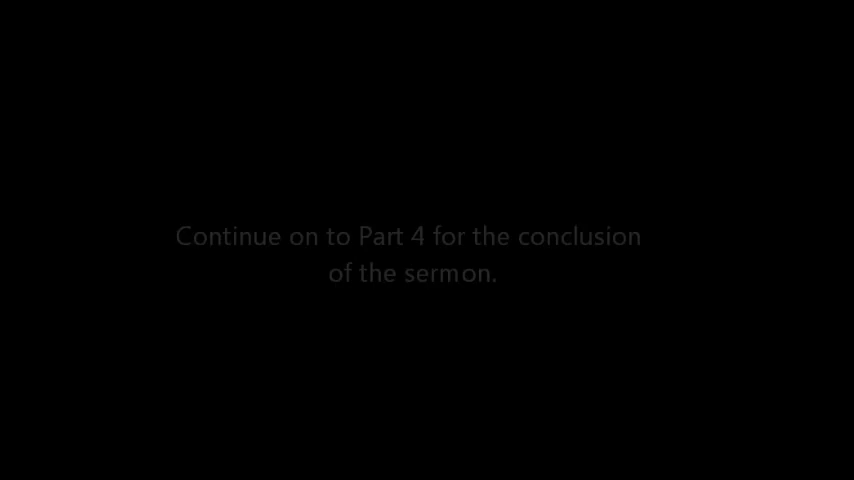 Continue on to Part 4 for the conclusion
of the sermon.